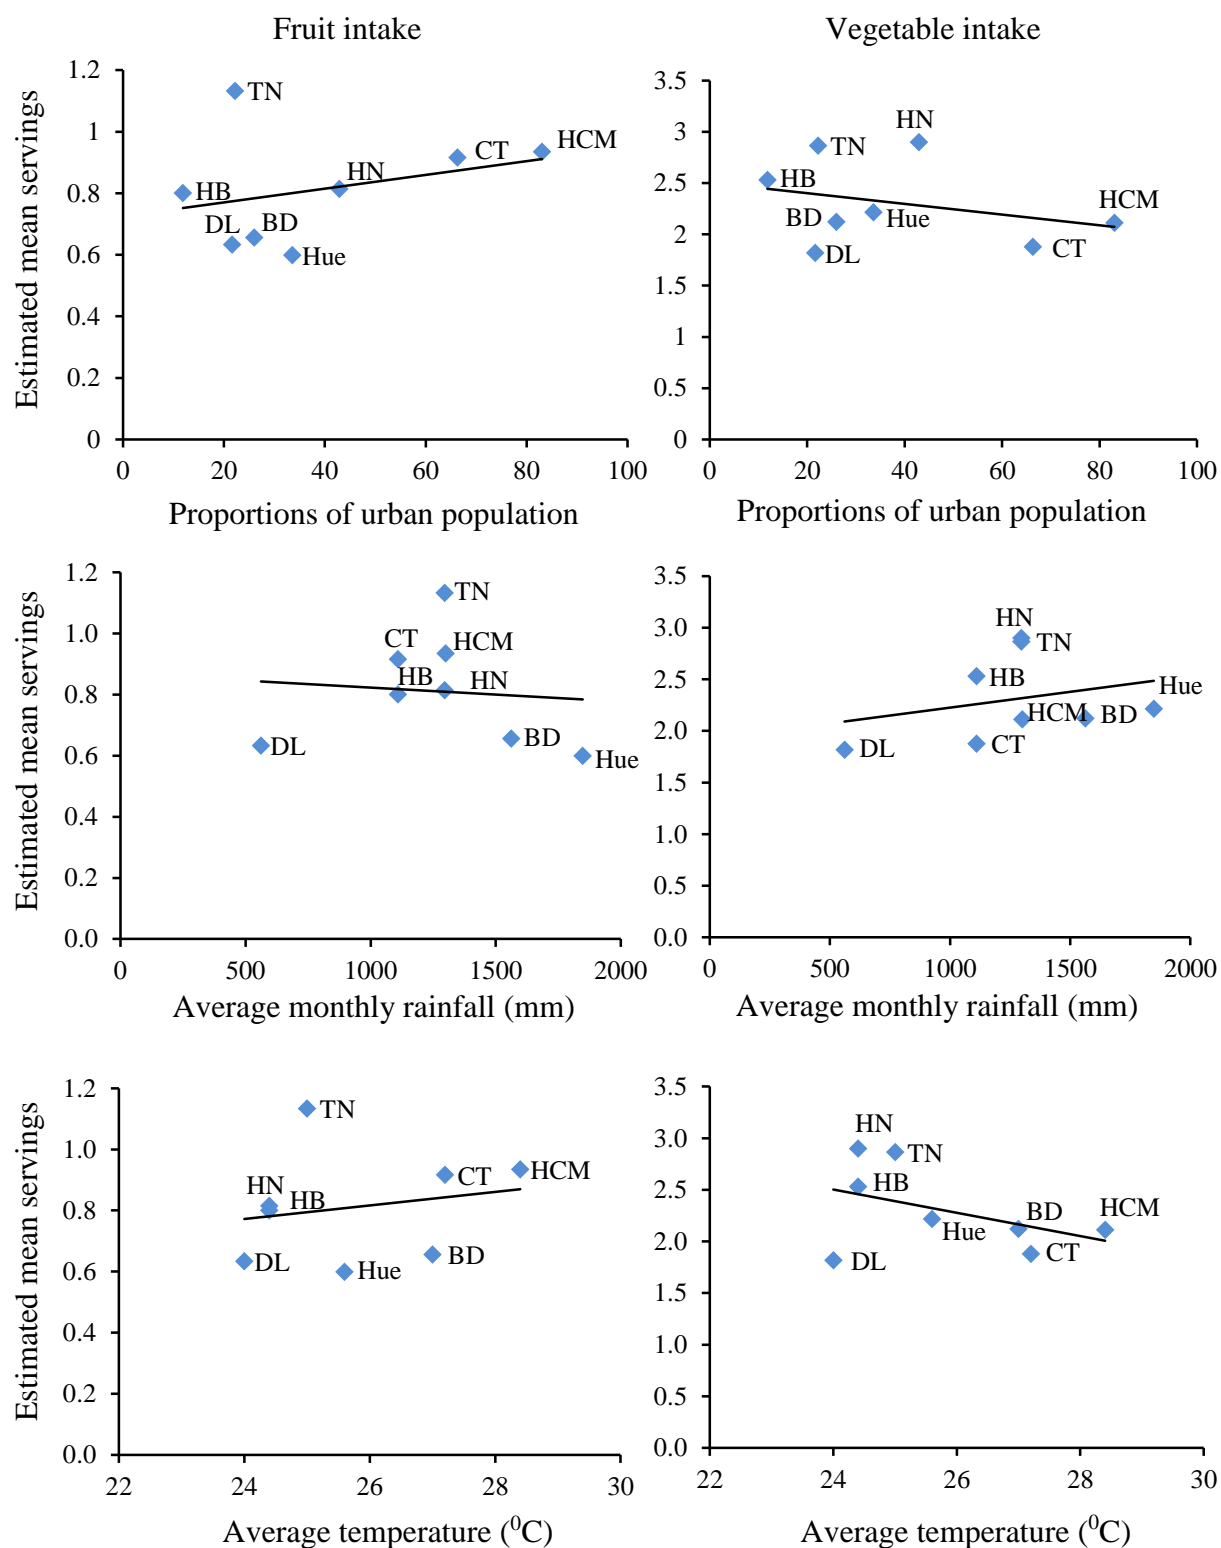 Fruit intake
Vegetable intake
Estimated mean servings
1.2
1
0.8
0.6
0.4
0.2
0
TN
HCM
CT
HN
HB
DL
BD
Hue
0
20
40
60
80
100
Proportions of urban population
3.5
3
2.5
2
1.5
1
0.5
0
HN
TN
HB
HCM
BD
Hue
CT
DL
0
20
40
60
80
100
Proportions of urban population
Estimated mean servings
1.2
1.0
0.8
0.6
0.4
0.2
0.0
TN
CT
HCM
HB
HN
DL
BD
Hue
0
500
1000
1500
2000
Average monthly rainfall (mm)
3.5
3.0
2.5
2.0
1.5
1.0
0.5
0.0
HN
TN
HB
Hue
HCM
BD
CT
DL
0
500
1000
1500
2000
Average monthly rainfall (mm)
Estimated mean servings
1.2
1.0
0.8
0.6
0.4
0.2
0.0
TN
HCM
CT
HN
HB
DL
Hue
BD
22
24
26
28
30
Average temperature (⁰C)
3.5
3.0
2.5
2.0
1.5
1.0
0.5
0.0
HN
TN
HB
BD
HCM
Hue
CT
DL
22
24
26
28
30
Average temperature (⁰C)